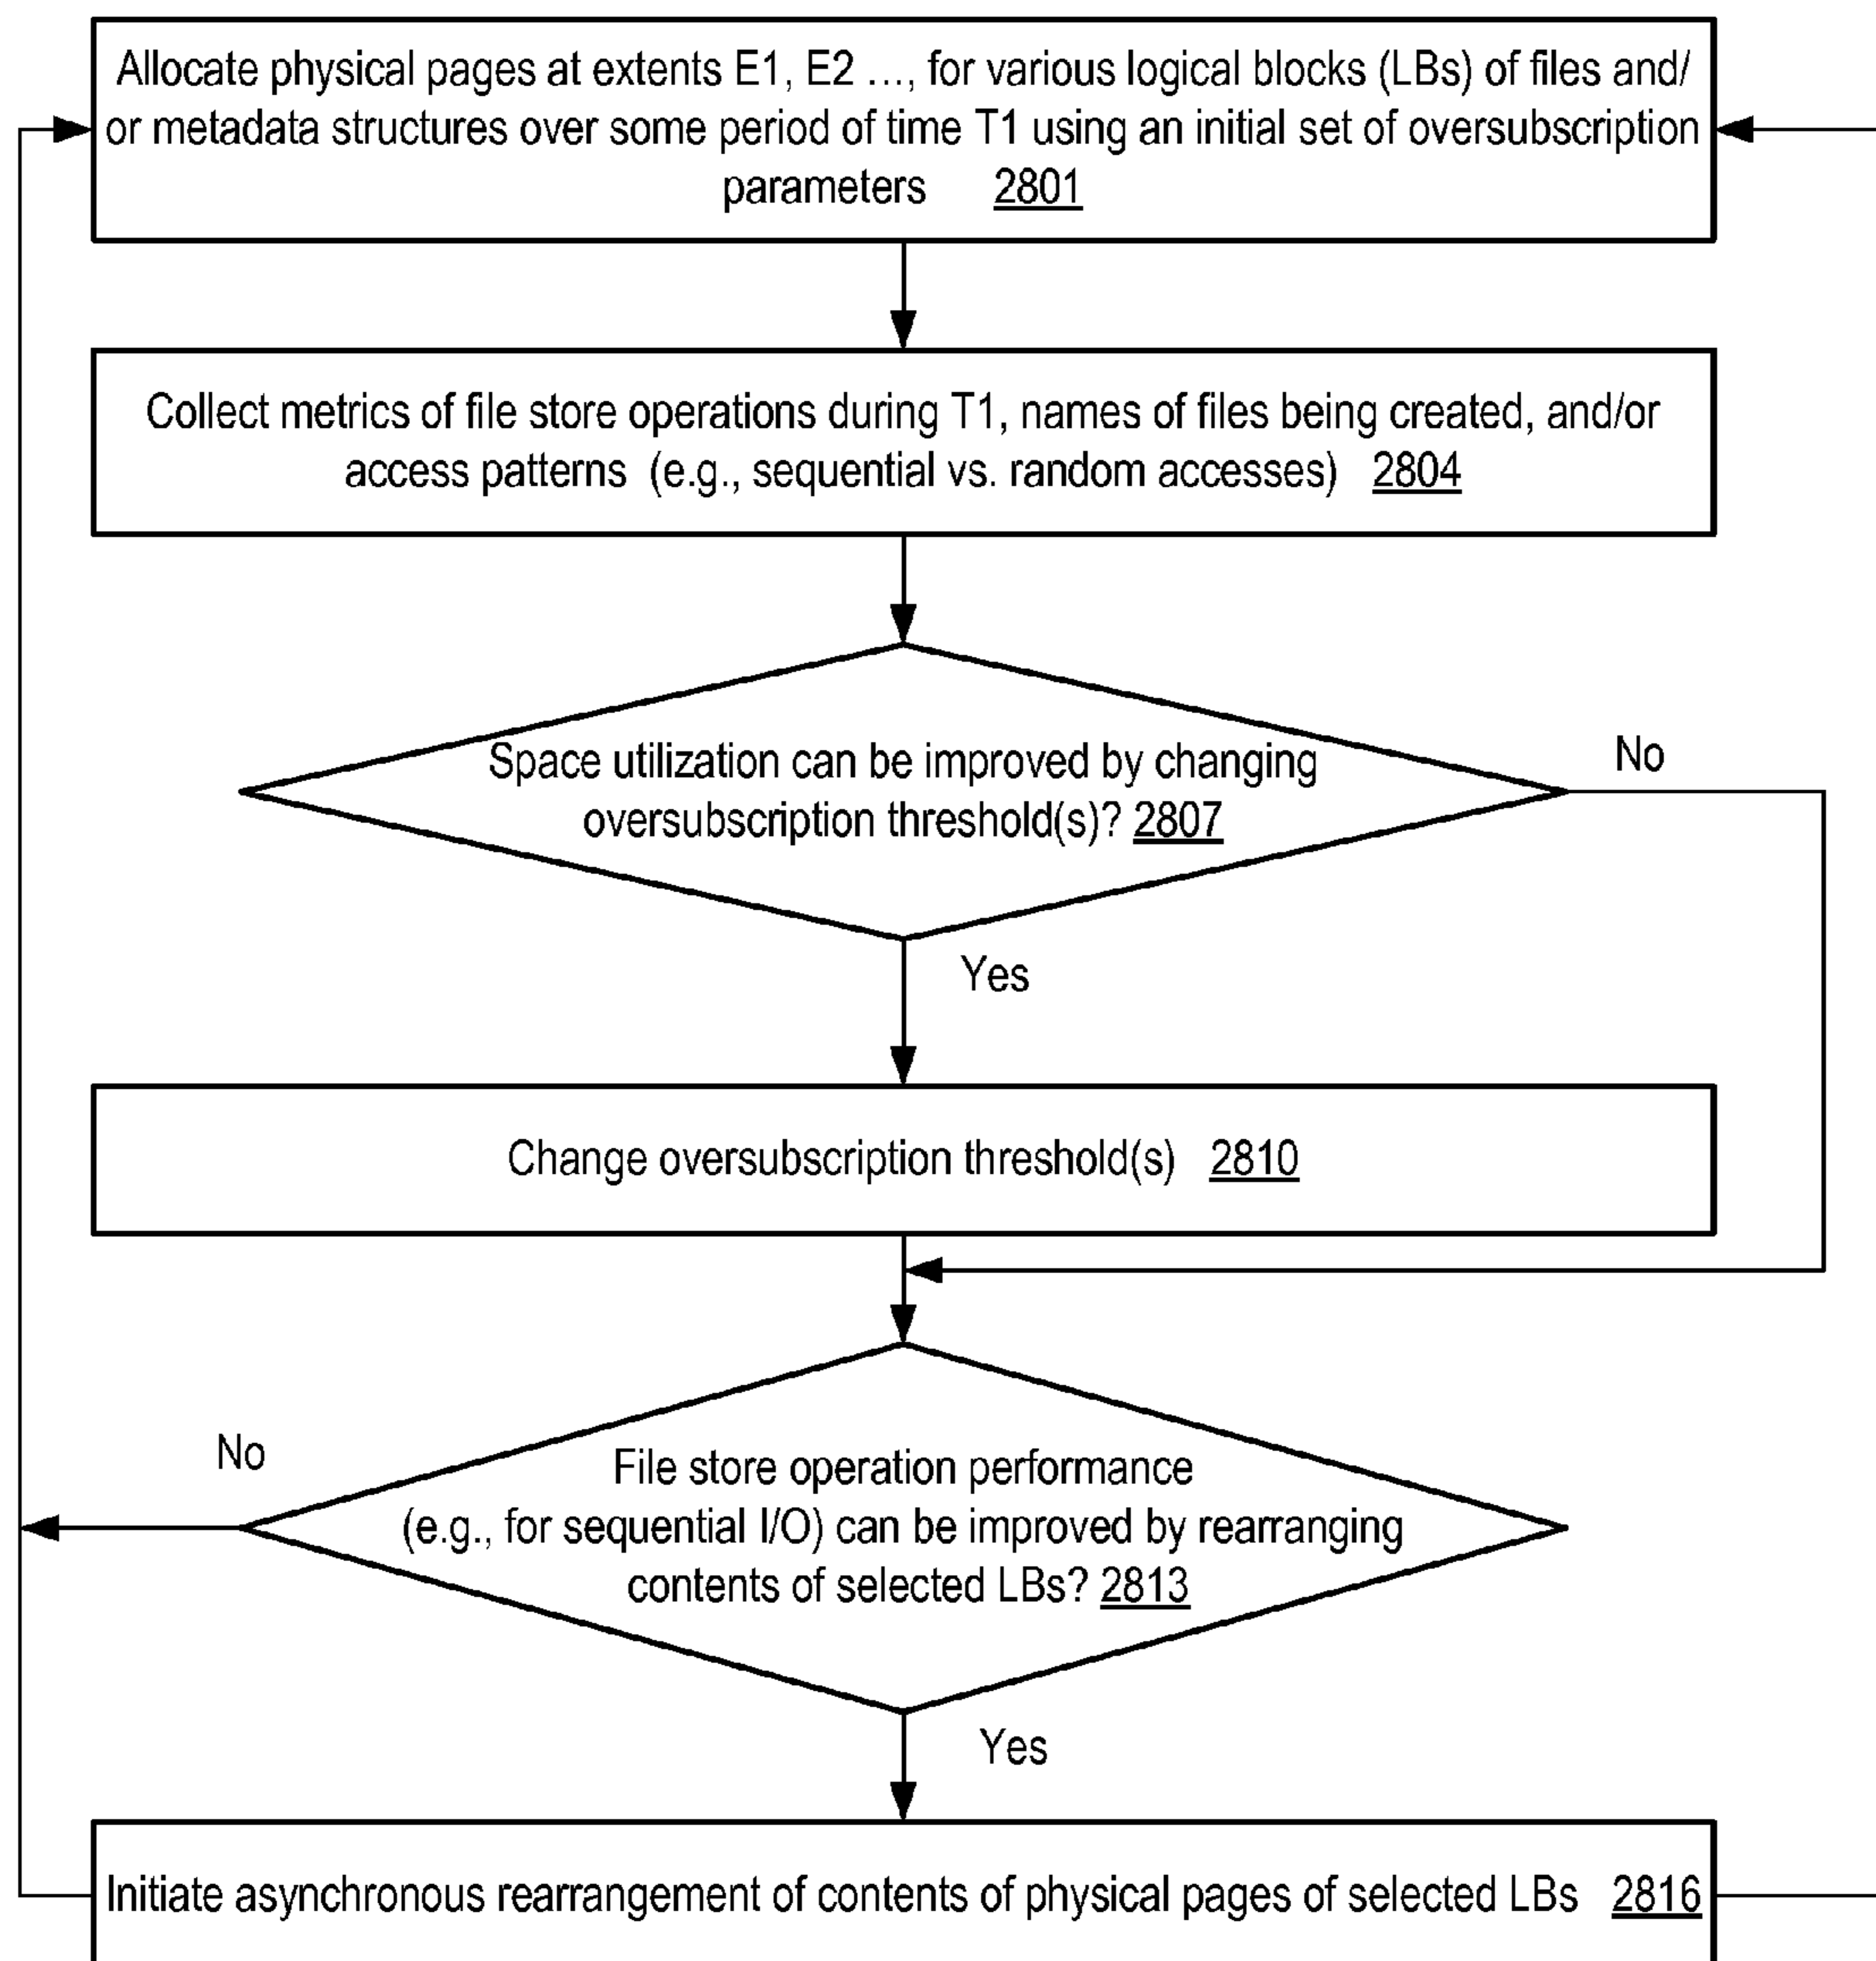 Allocate physical pages at extents E1, E2 ..., for various logical blocks (LBs) of files and/
or metadata structures over some period of time T1 using an initial set of oversubscription
parameters 2801
Collect metrics of file store operations during T1, names of files being created, and/or
access patterns (e.g., sequential vs. random accesses) 2804
Space utilization can be improved by changing
oversubscription threshold(s)? 2807
No
Yes
Change oversubscription threshold(s) 2810
No
File store operation performance
(e.g., for sequential I/O) can be improved by rearranging
contents of selected LBs? 2813
Yes
Initiate asynchronous rearrangement of contents of physical pages of selected LBs 2816